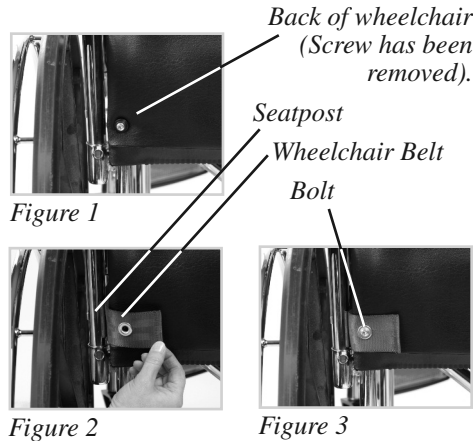 Back of wheelchair
(Screw has been
removed).
Seatpost
Wheelchair Belt
Bolt
Figure 1
Figure 2
Figure 3